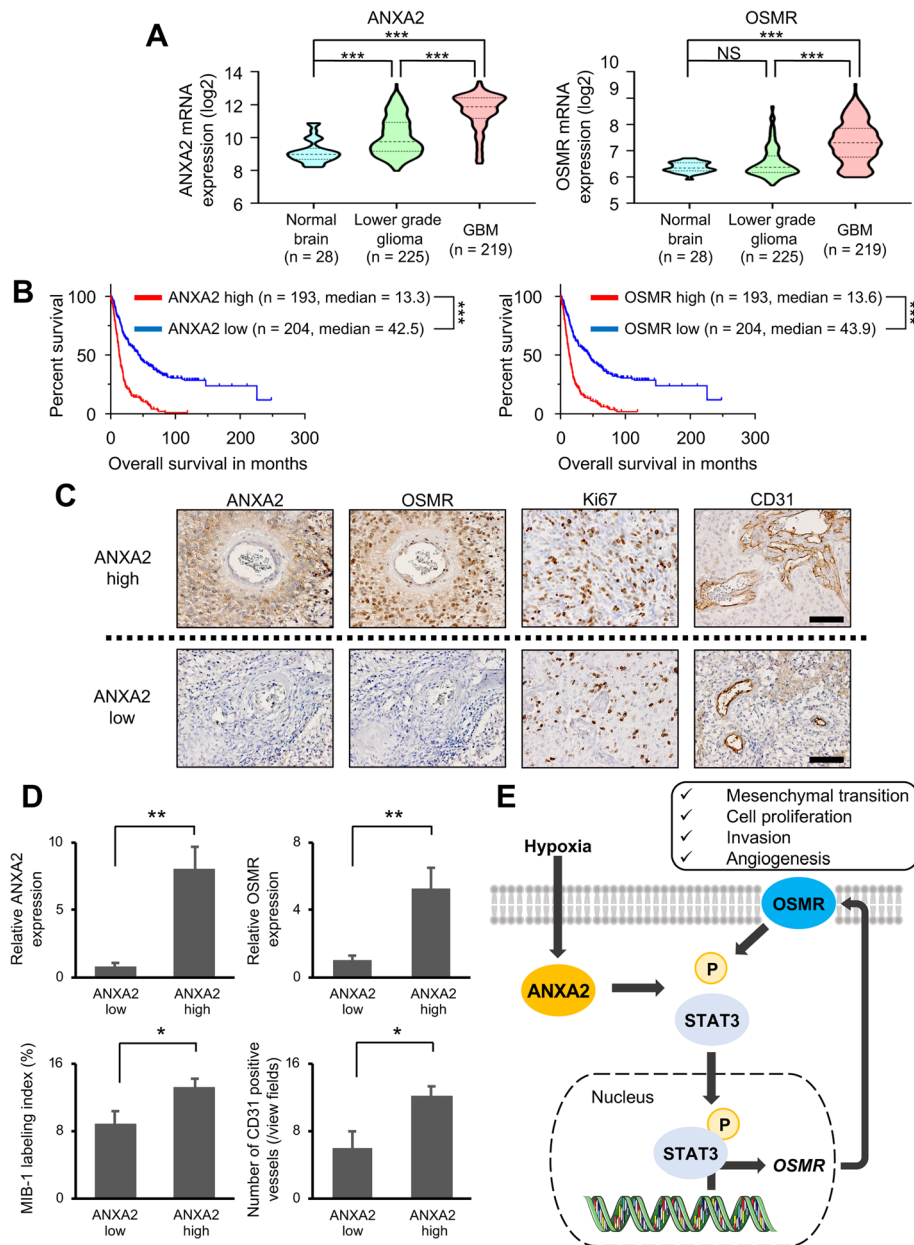 A
ANXA2
***
***
***
ANXA2 mRNA
expression (log2)
14
12
10
8
6
Normal
brain
(n = 28)
Lower grade
glioma
(n = 225)
GBM
(n = 219)
OSMR
***
NS
***
OSMR mRNA
expression (log2)
9
8
7
6
5
Normal
brain
(n = 28)
Lower grade
glioma
(n = 225)
GBM
(n = 219)
B
Percent survival
100
50
0
ANXA2 high (n = 193, median = 13.3)
ANXA2 low (n = 204, median = 42.5)
***
0
100
200
300
Overall survival in months
Percent survival
100
50
0
OSMR high (n = 193, median = 13.6)
OSMR low (n = 204, median = 43.9)
***
0
100
200
300
Overall survival in months
C
ANXA2
OSMR
Ki67
CD31
ANXA2
high
ANXA2
low
D
Relative ANXA2
expression
10
5
0
**
ANXA2
low
ANXA2
high
Relative OSMR
expression
8
4
0
**
ANXA2
low
ANXA2
high
MIB-1 labeling index (%)
16
8
0
*
ANXA2
low
ANXA2
high
Number of CD31 positive
vessels (/view fields)
16
8
0
*
ANXA2
low
ANXA2
high
E
✓ Mesenchymal transition
✓ Cell proliferation
✓ Invasion
✓ Angiogenesis
Hypoxia
OSMR
P
ANXA2
STAT3
Nucleus
P
STAT3
OSMR